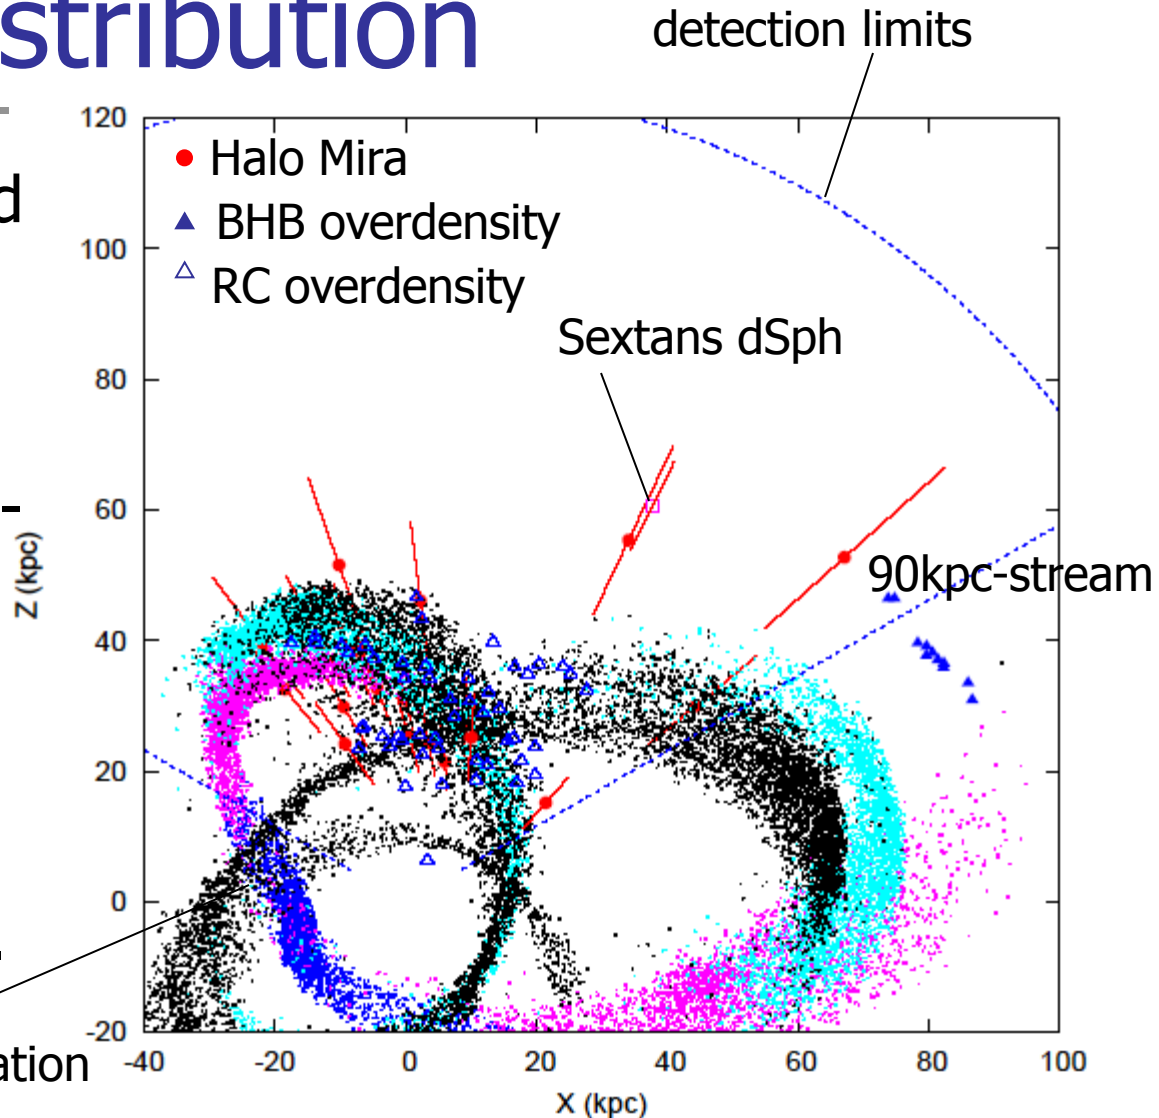 stribution
detection limits
d
Halo Mira
BHB overdensity
RC overdensity
Sextans dSph
90kpc-stream
-
120
100
80
60
40
20
0
-20
Z (kpc)
-40 -20 0 20 40 60 80 100
X (kpc)
ation